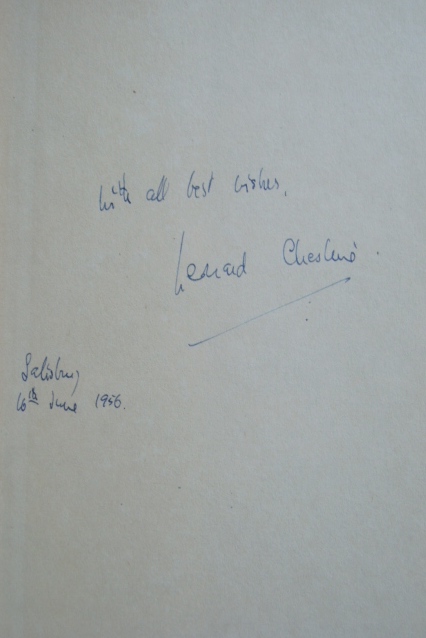 With all best wishes,
Leonard Cheshire.
Salisbury
16th June 1956.